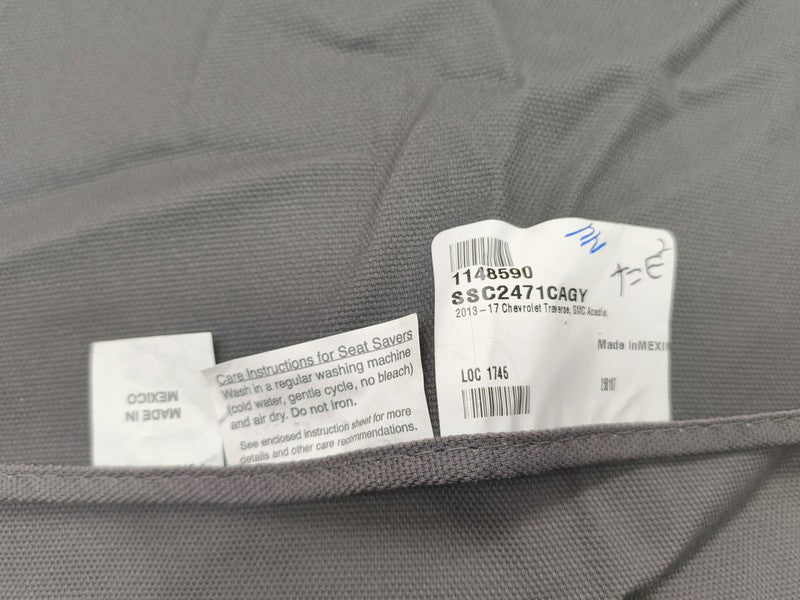 MADE IN
MEXICO
Care Instructions for Seat Savers
Wash in a regular washing machine
(cold water, gentle cycle, no bleach)
and air dry. Do not iron.
See enclosed instruction sheet for more
details and other care recommendations.
1148590
SSC2471CAGY
2013-17 Chevrolet Traverse, GMC Acadia,
Made InMEXIC
LOC 1746